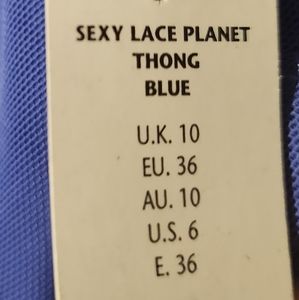 SEXY LACE PLANET
THONG
BLUE
U.K. 10
EU. 36
AU. 10
U.S. 6
E. 36